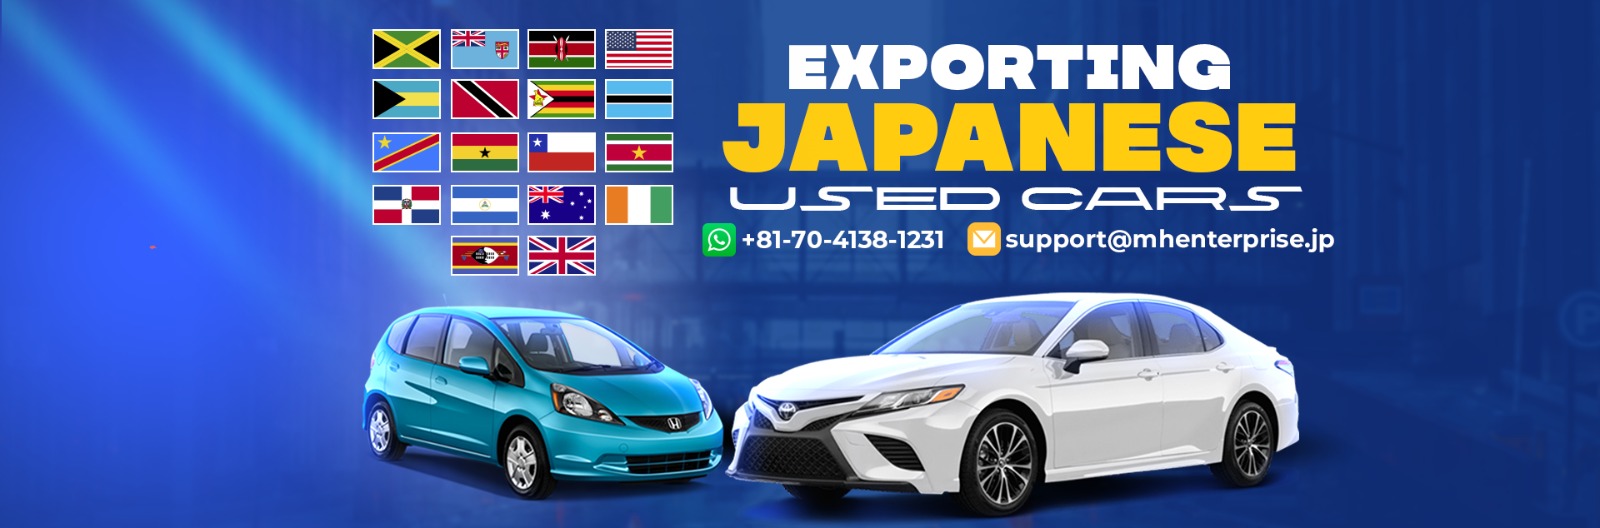 EXPORTING
JAPANESE
USED CARS
+81-70-4138-1231
support@mhenterprise.jp